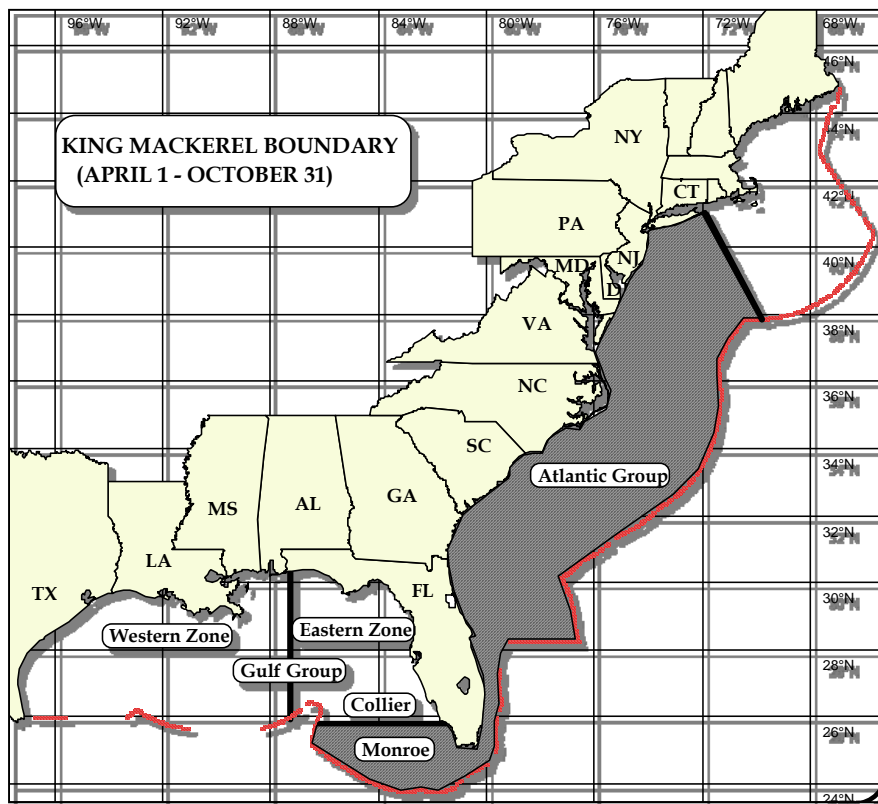 96°W 92°W 88°W 84°W 80°W 76°W 72°W 68°W
46°N
44°N
KING MACKEREL BOUNDARY
(APRIL 1 - OCTOBER 31)
NY
42°N
CT
PA
40°N
NJ
MD
D
38°N
VA
36°N
NC
34°N
SC
Atlantic Group
GA
MS
AL
32°N
LA
TX
FL
30°N
Western Zone
Eastern Zone
28°N
Gulf Group
Collier
26°N
Monroe
24°N